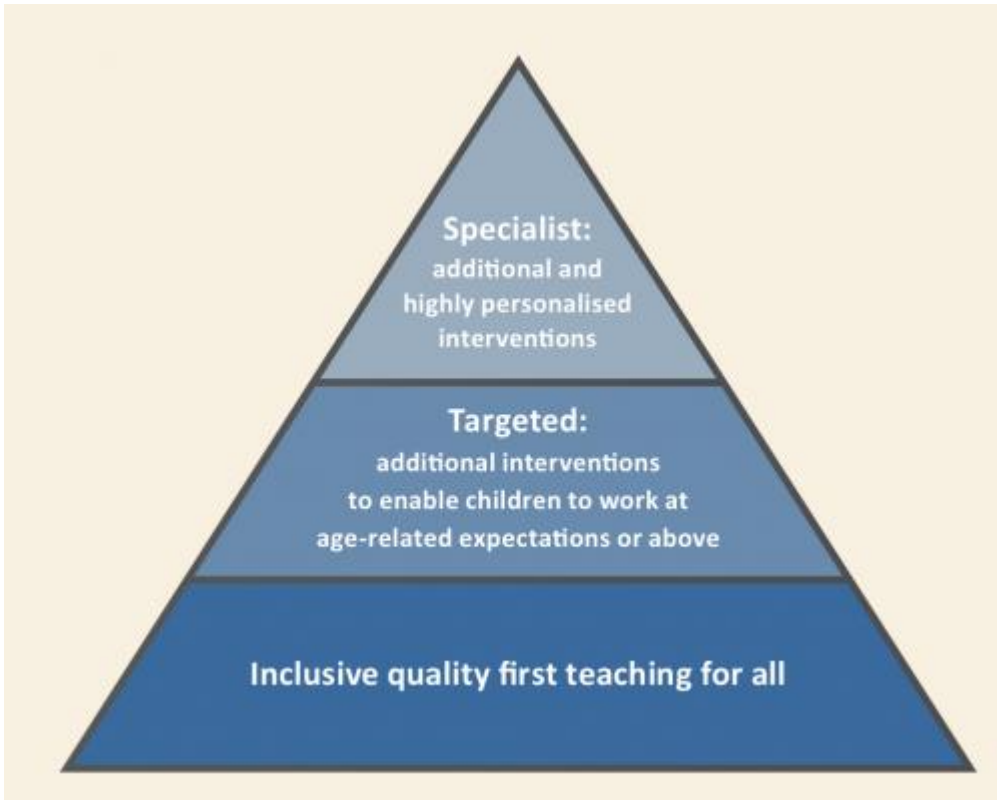 Specialist:
additional and
highly personalised
interventions
Targeted:
additional interventions
to enable children to work at
age-related expectations or above
Inclusive quality first teaching for all